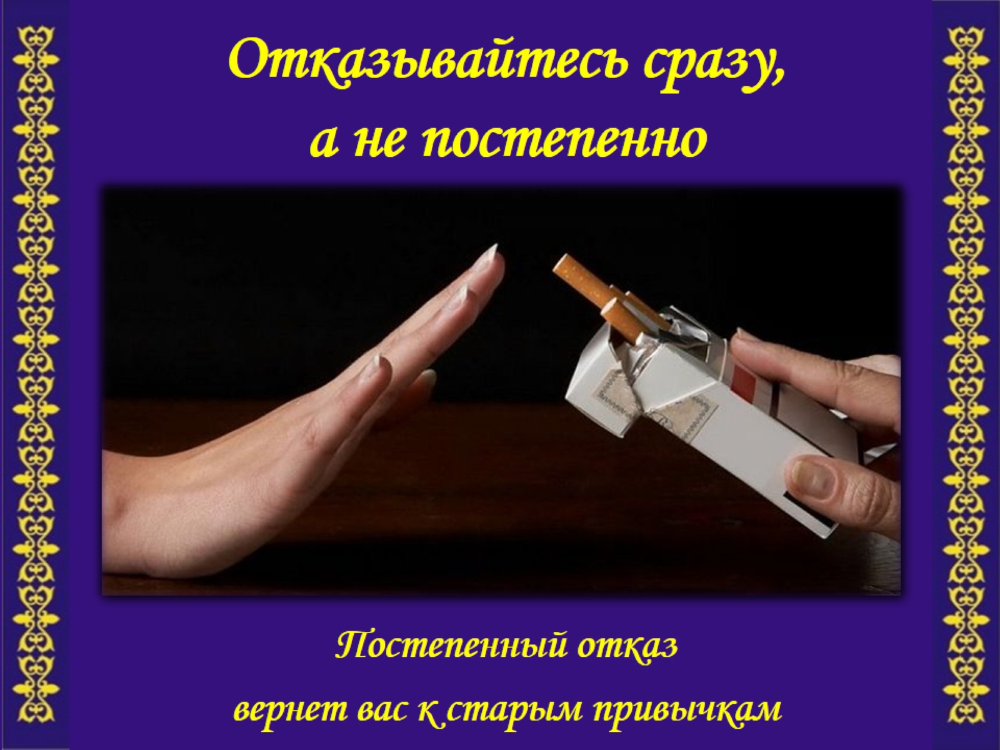 Отказывайтесь сразу,
а не постепенно
Постепенный отказ
вернет вас к старым привычкам